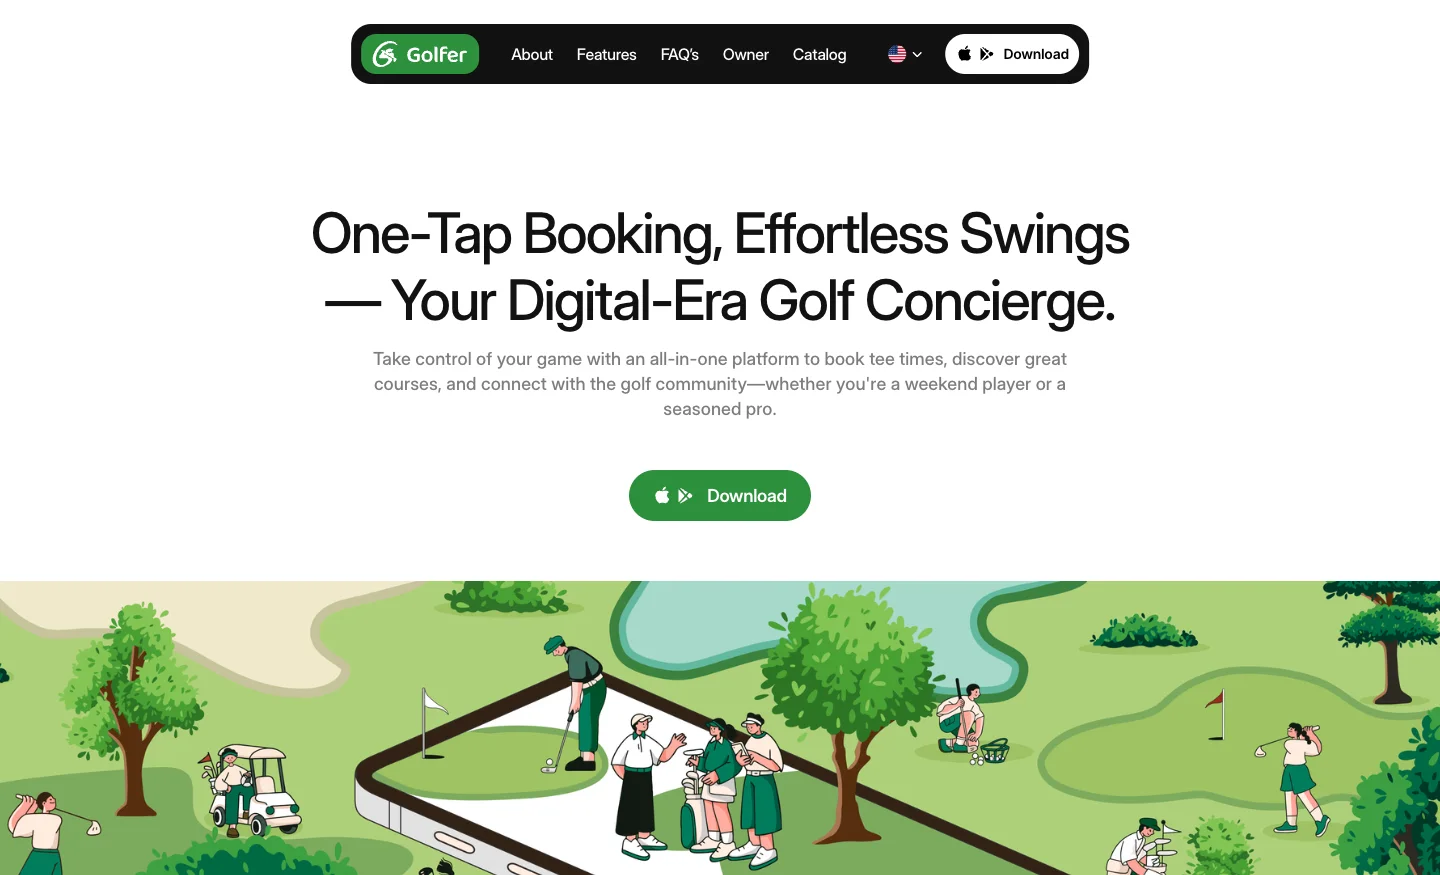 Golfer
About
Features
FAQ's
Owner
Catalog
Download
One-Tap Booking, Effortless Swings
— Your Digital-Era Golf Concierge.
Take control of your game with an all-in-one platform to book tee times, discover great
courses, and connect with the golf community—whether you're a weekend player or a
seasoned pro.
Download